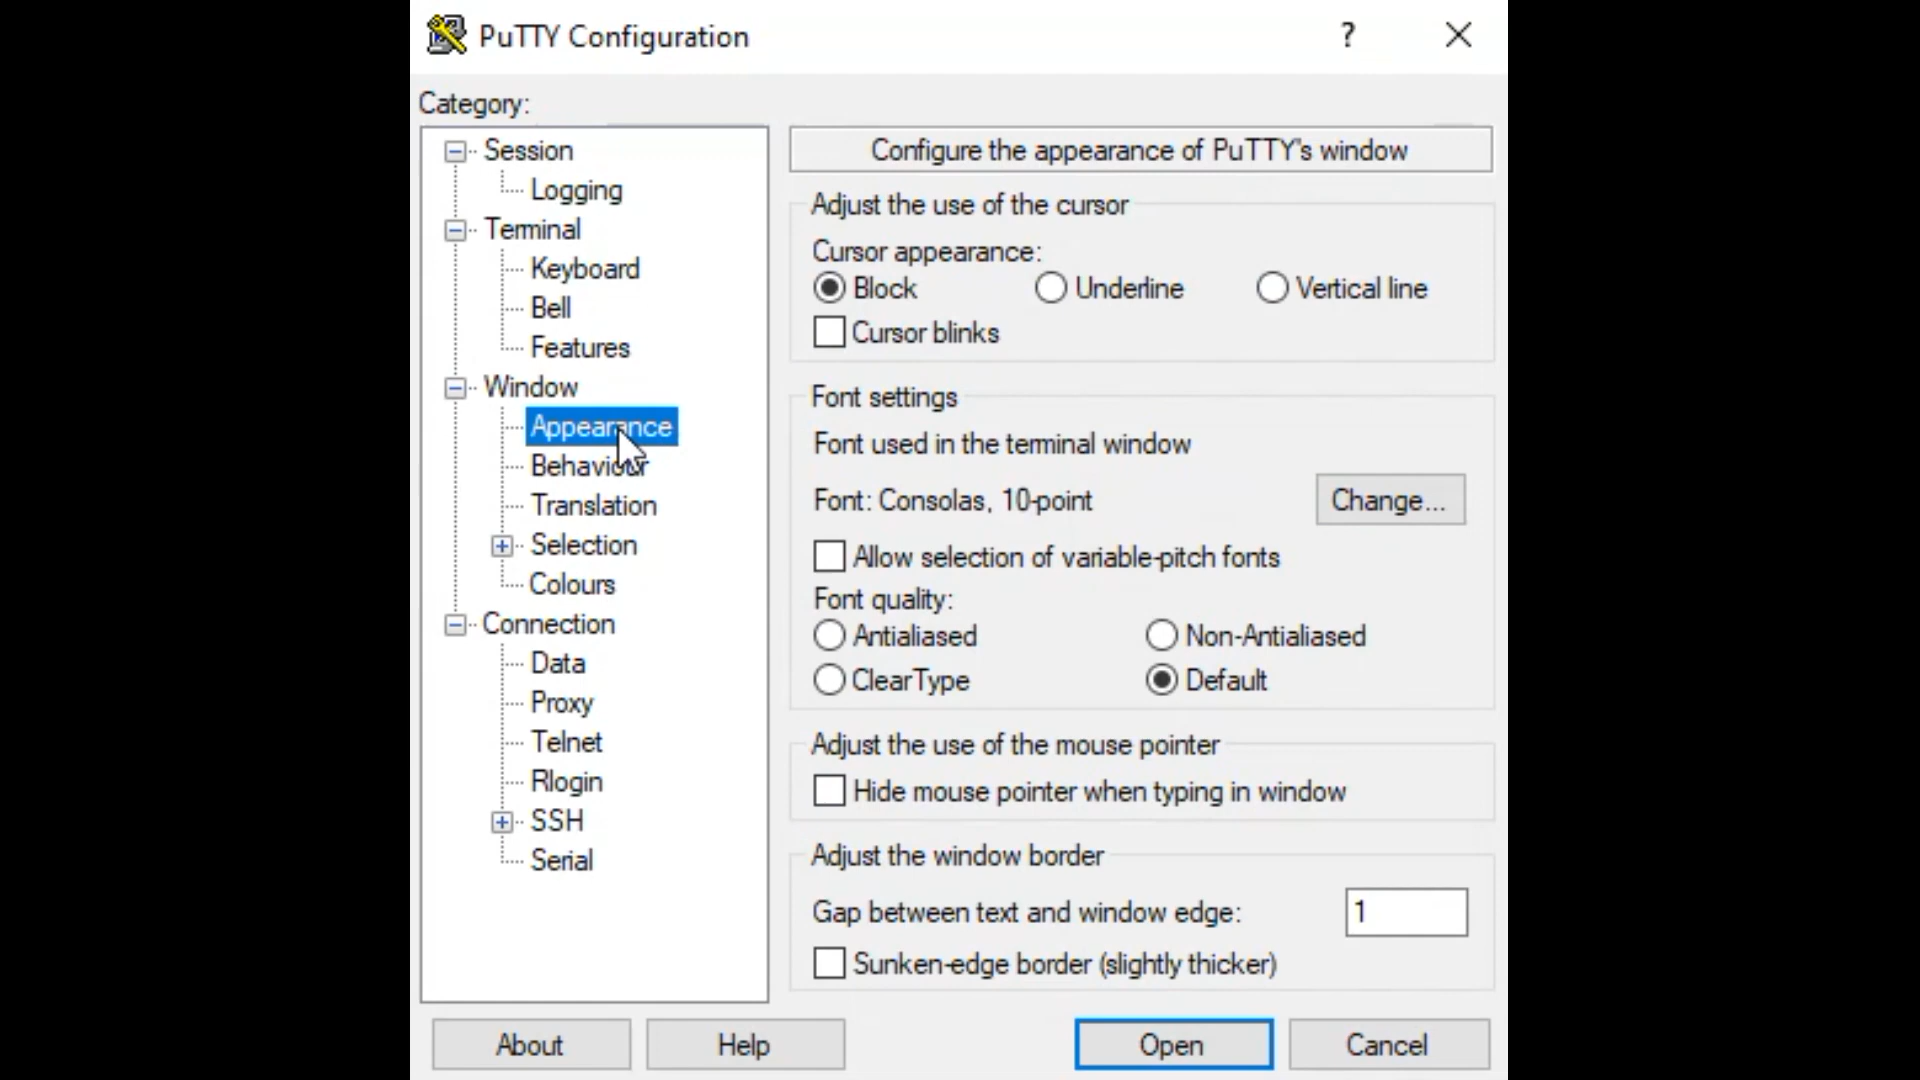 PuTTY Configuration
?
Category:
Session
Logging
Terminal
Keyboard
Bell
Features
Window
Appearance
Behaviour
Translation
Selection
Colours
Connection
Data
Proxy
Telnet
Rlogin
SSH
Serial
Configure the appearance of PuTTY's window
Adjust the use of the cursor
Cursor appearance:
Block Underline Vertical line
Cursor blinks
Font settings
Font used in the terminal window
Font: Consolas, 10-point Change...
Allow selection of variable-pitch fonts
Font quality:
Antialiased Non-Antialiased
ClearType Default
Adjust the use of the mouse pointer
Hide mouse pointer when typing in window
Adjust the window border
Gap between text and window edge: 1
Sunken-edge border (slightly thicker)
About Help Open Cancel